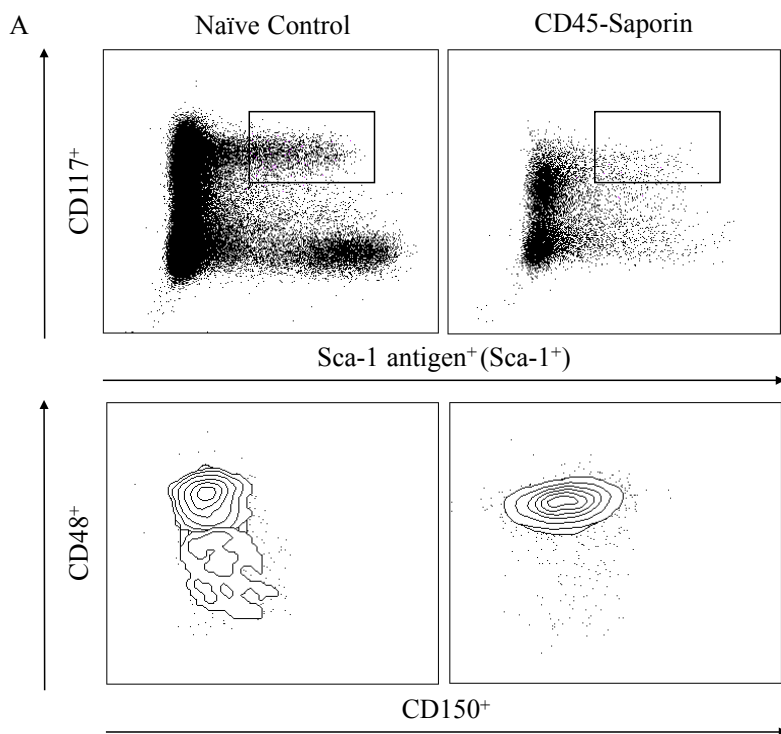 A
Naïve Control
CD45-Saporin
CD117⁺
Sca-1 antigen⁺ (Sca-1⁺)
CD48⁺
CD150⁺